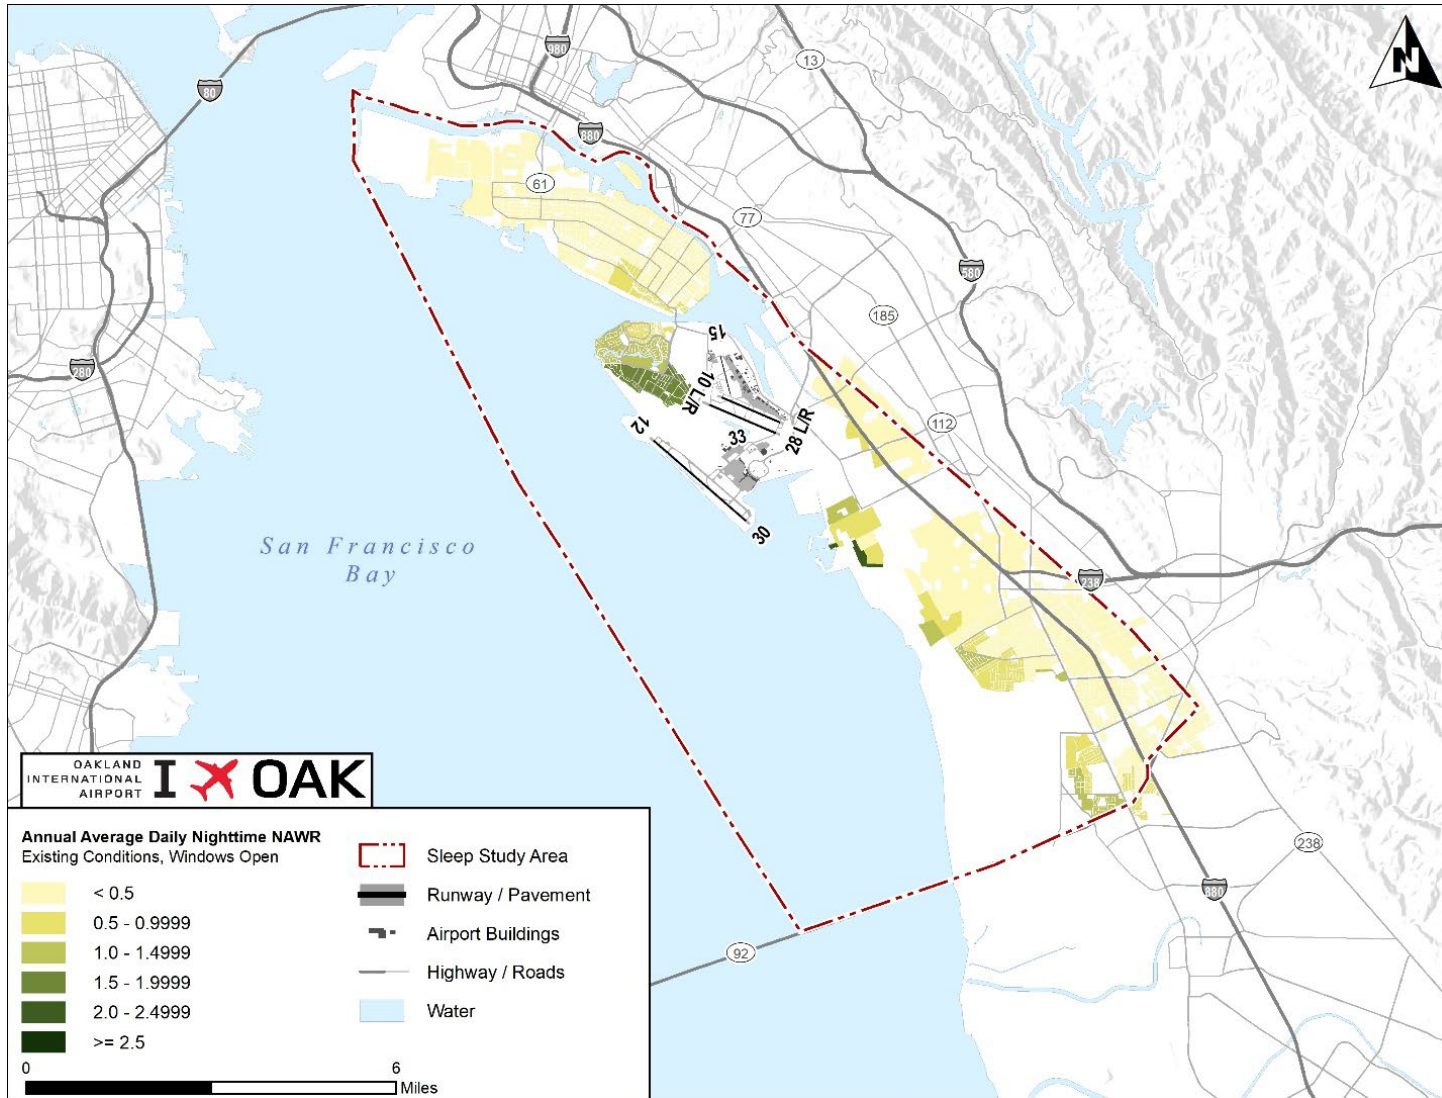 80
980
13
N
880
61
77
580
185
280
15
10 L/R
28 L/R
12
33
112
30
San Francisco
Bay
238
OAKLAND
INTERNATIONAL
AIRPORT
I OAK
Annual Average Daily Nighttime NAWR
Existing Conditions, Windows Open
< 0.5
0.5 - 0.9999
1.0 - 1.4999
1.5 - 1.9999
2.0 - 2.4999
>= 2.5
Sleep Study Area
Runway / Pavement
Airport Buildings
Highway / Roads
Water
0 6
Miles
238
880
92